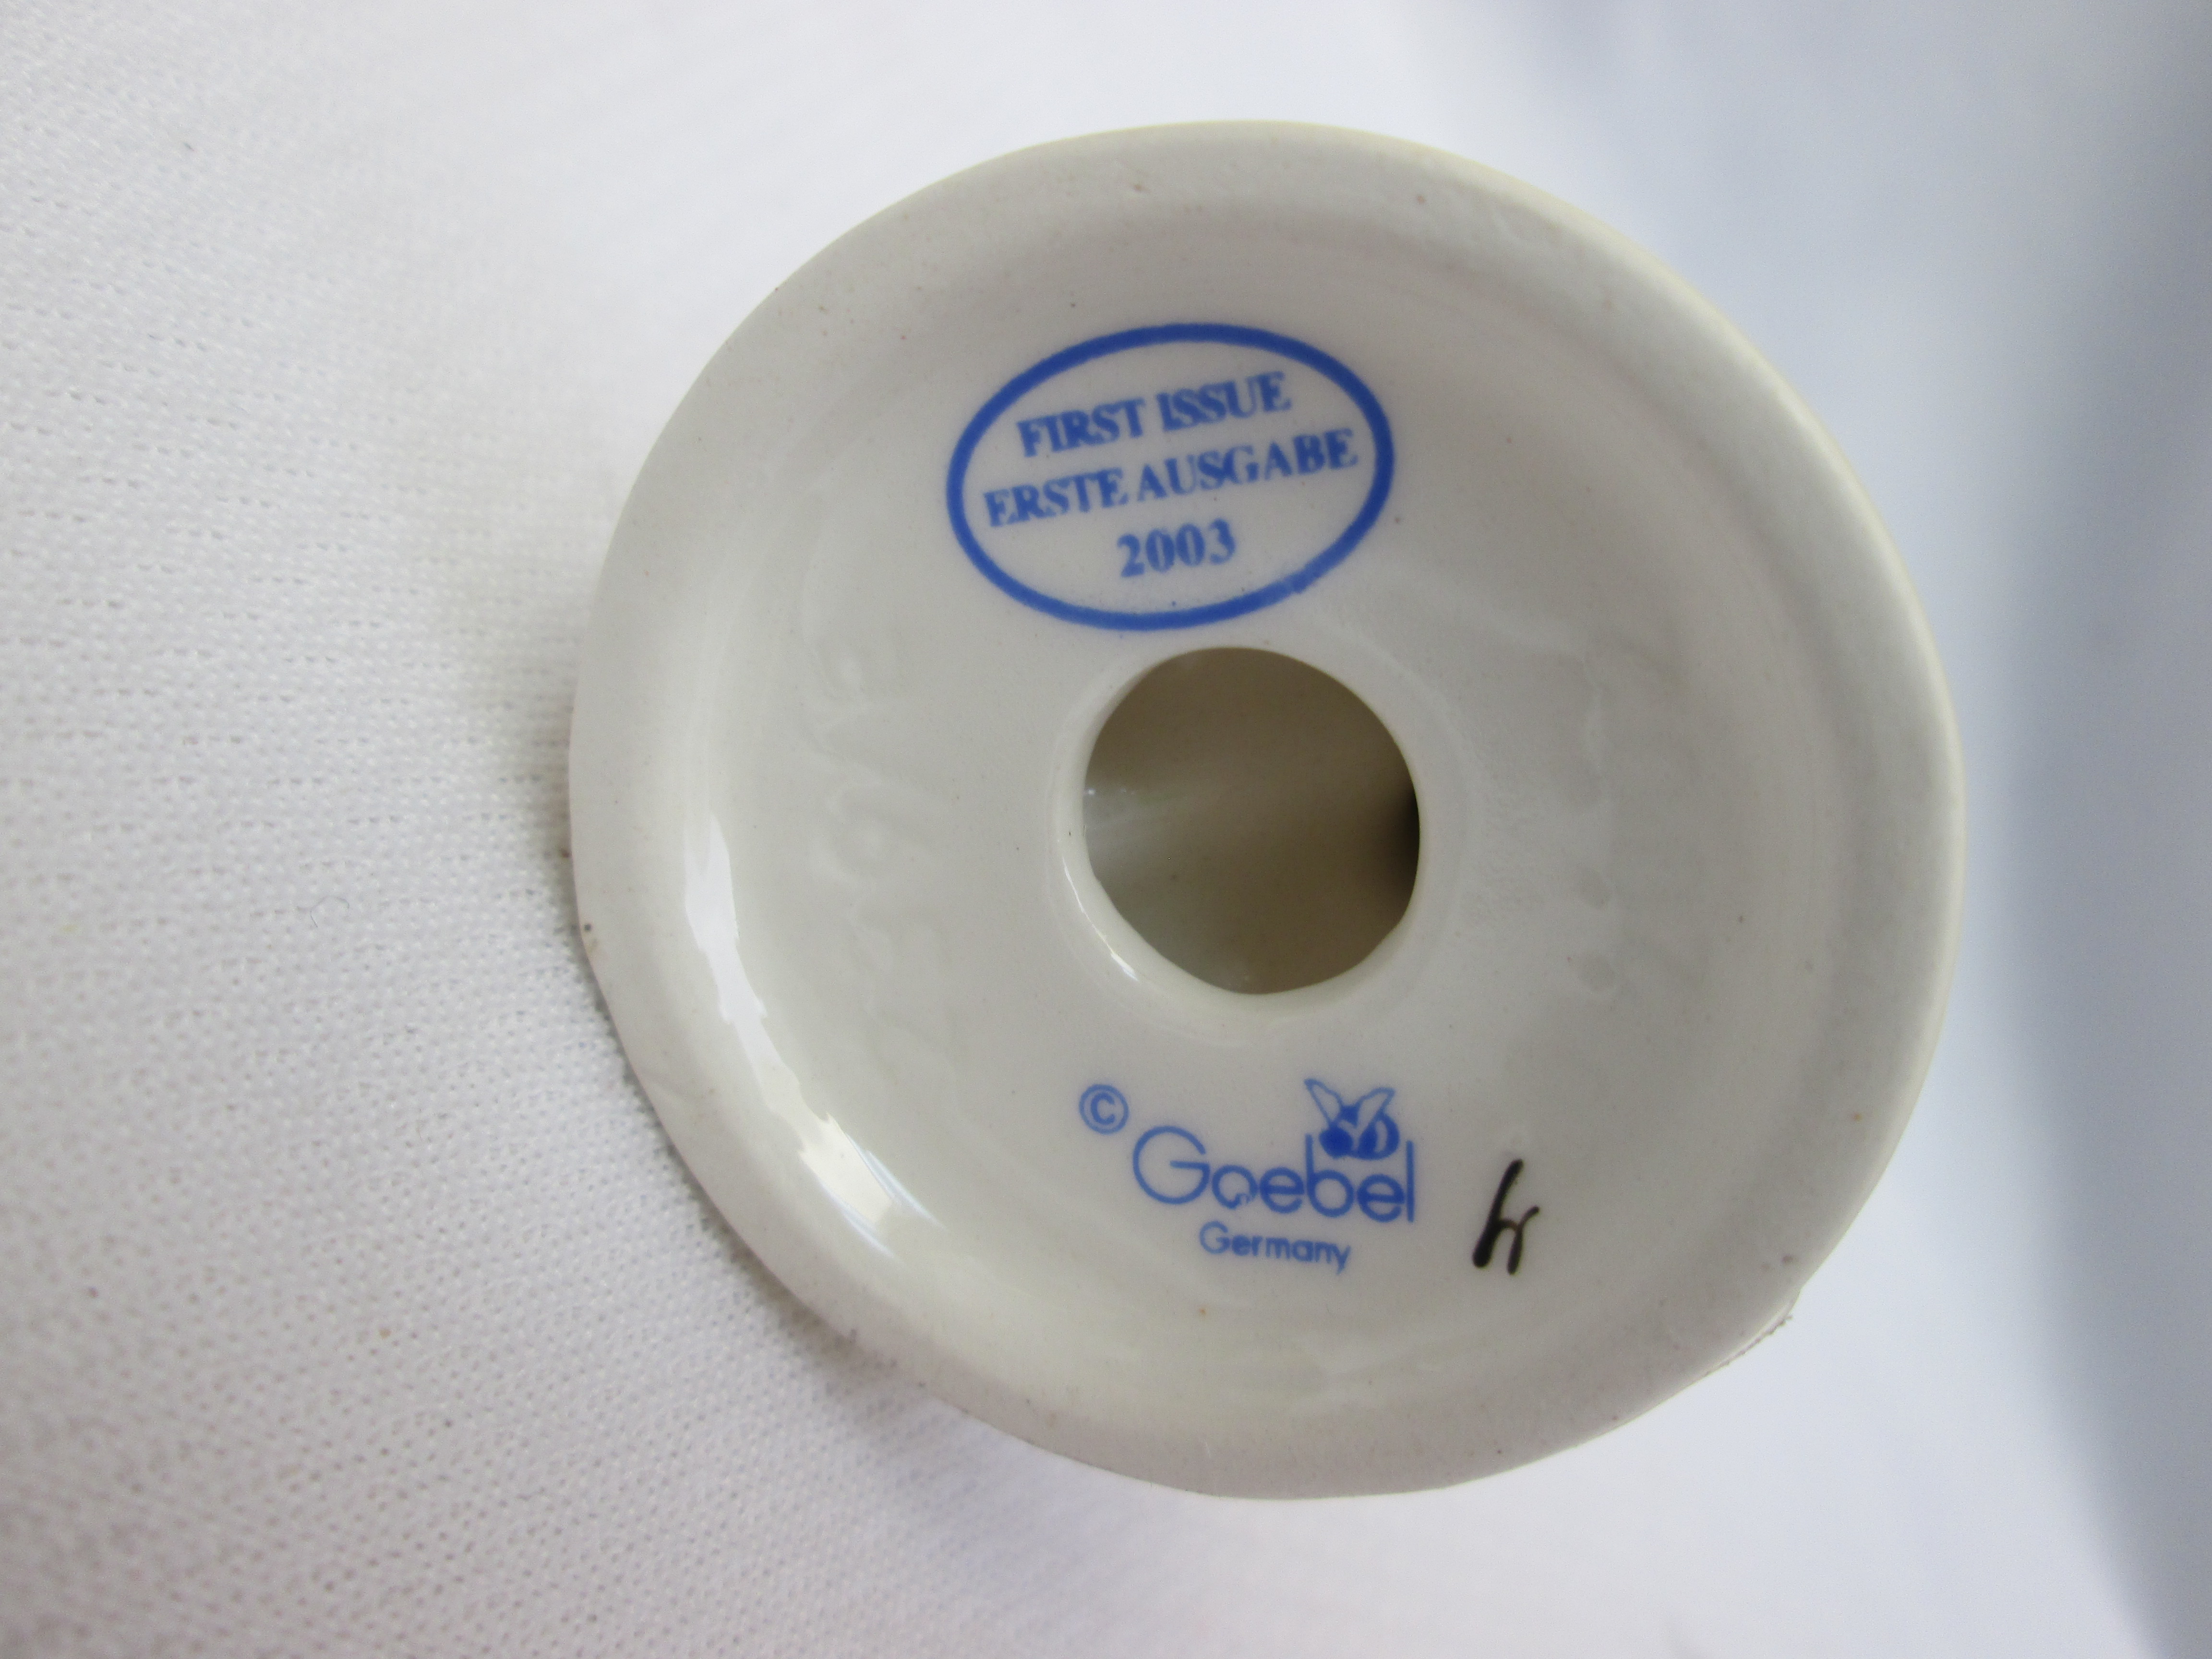 FIRST ISSUE
ERSTE AUSGABE
2003
© Goebel
Germany